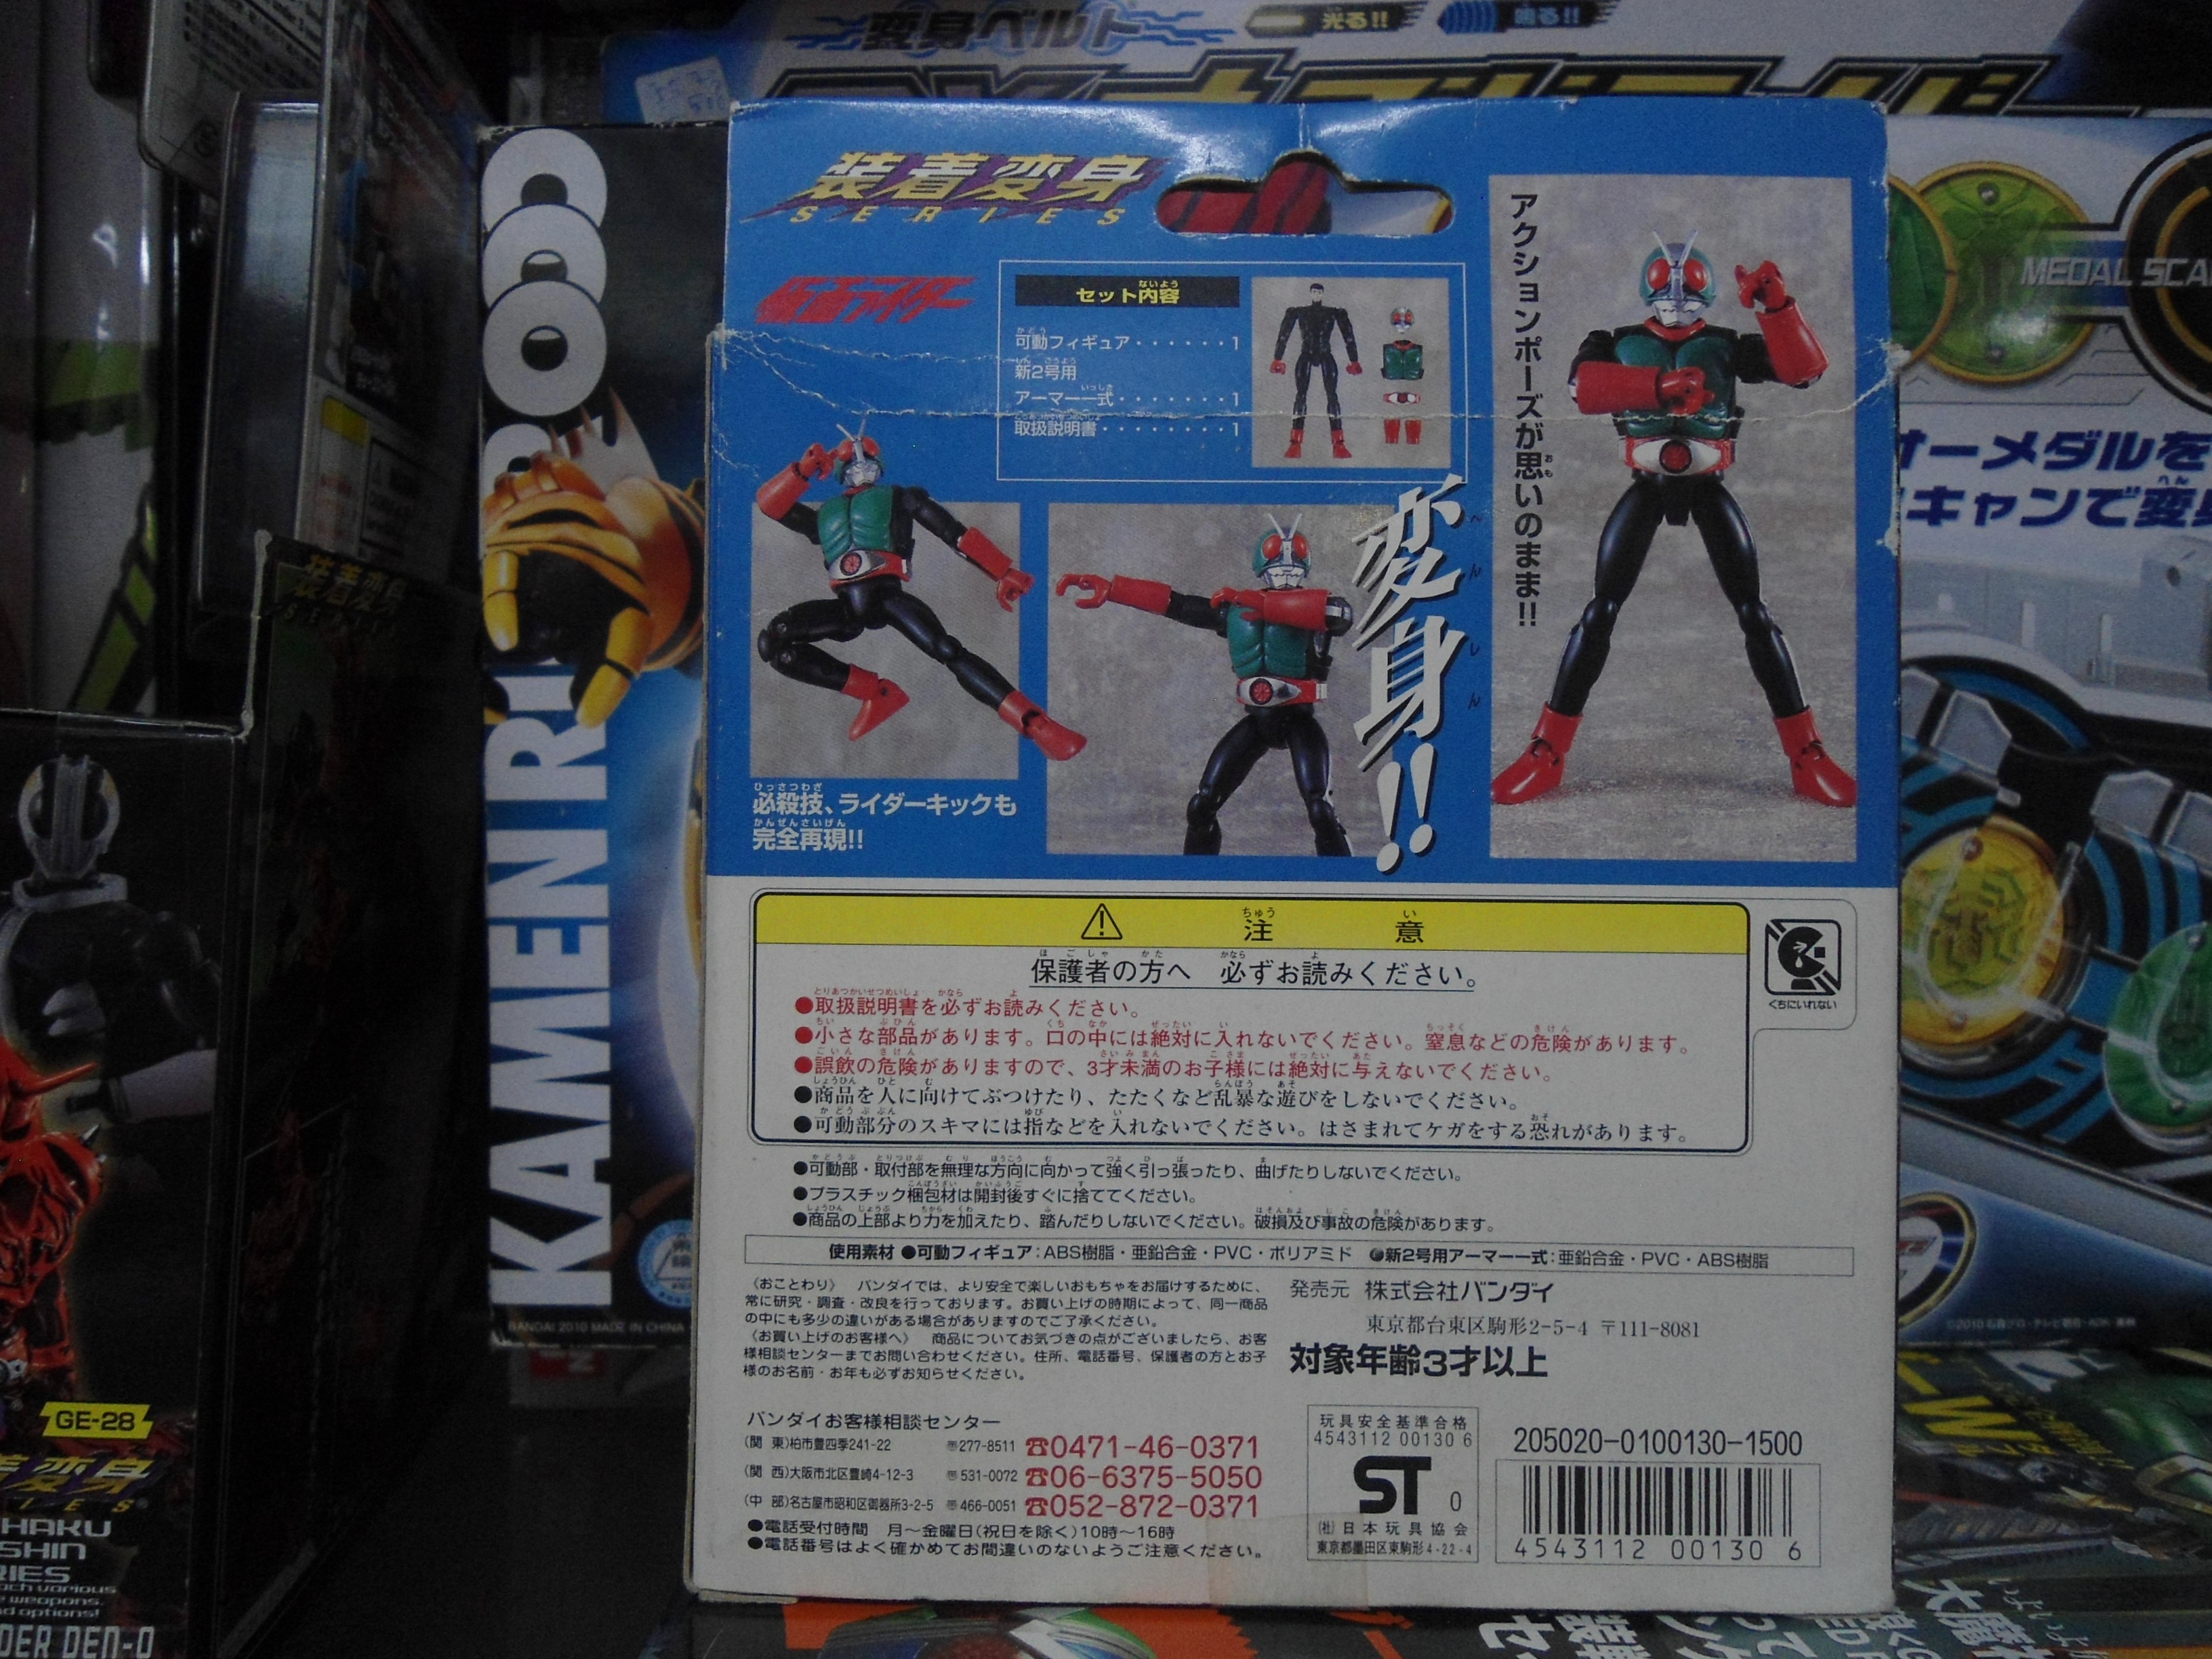 変身ベルト
光る!!
鳴る!!
装着変身
SERIES
仮面ライダー
セット内容
可動フィギュア・・・・・・1
新2号用
アーマー一式・・・・・・・1
取扱説明書・・・・・・・・1
アクションポーズが思いのまま!!
変身!!
へんしん
必殺技、ライダーキックも
完全再現!!
注意
保護者の方へ 必ずお読みください。
●取扱説明書を必ずお読みください。
●小さな部品があります。口の中には絶対に入れないでください。窒息などの危険があります。
●誤飲の危険がありますので、3才未満のお子様には絶対に与えないでください。
●商品を人に向けてぶつけたり、たたくなど乱暴な遊びをしないでください。
●可動部分のスキマには指などを入れないでください。はさまれてケガをする恐れがあります。
くちにいれない
●可動部・取付部を無理な方向に向かって強く引っ張ったり、曲げたりしないでください。
●プラスチック梱包材は開封後すぐに捨ててください。
●商品の上部より力を加えたり、踏んだりしないでください。破損及び事故の危険があります。
使用素材 ●可動フィギュア:ABS樹脂・亜鉛合金・PVC・ポリアミド ●新2号用アーマー一式:亜鉛合金・PVC・ABS樹脂
〈おことわり〉 バンダイでは、より安全で楽しいおもちゃをお届けするために、
常に研究・調査・改良を行っております。お買い上げの時期によって、同一商品
の中にも多少の違いがある場合がありますのでご了承ください。
〈お買い上げのお客様へ〉 商品についてお気づきの点がございましたら、お客
様相談センターまでお問い合わせください。住所、電話番号、保護者の方とお子
様のお名前・お年も必ずお知らせください。
発売元 株式会社バンダイ
東京都台東区駒形2-5-4 〒111-8081
対象年齢3才以上
バンダイお客様相談センター
(関 東)柏市豊四季241-22 〒277-8511 ☎0471-46-0371
(関 西)大阪市北区豊崎4-12-3 〒531-0072 ☎06-6375-5050
(中 部)名古屋市昭和区御器所3-2-5 〒466-0051 ☎052-872-0371
●電話受付時間 月〜金曜日(祝日を除く)10時〜16時
●電話番号はよく確かめてお間違いのないようご注意ください。
玩具安全基準合格
4543112 00130 6
ST 0
(社)日本玩具協会
東京都墨田区東駒形4-22-4
205020-0100130-1500
4543112 001306
KAMEN RI
BANDAI 2010 MADE IN CHINA
MEDAL SCA
オーメダルを
キャンで変身
装着変身
SERIES
GE-28
着変身
IES
HAKU
SHIN
RIES
ach various
weapons.
d options!
DER DEN-O